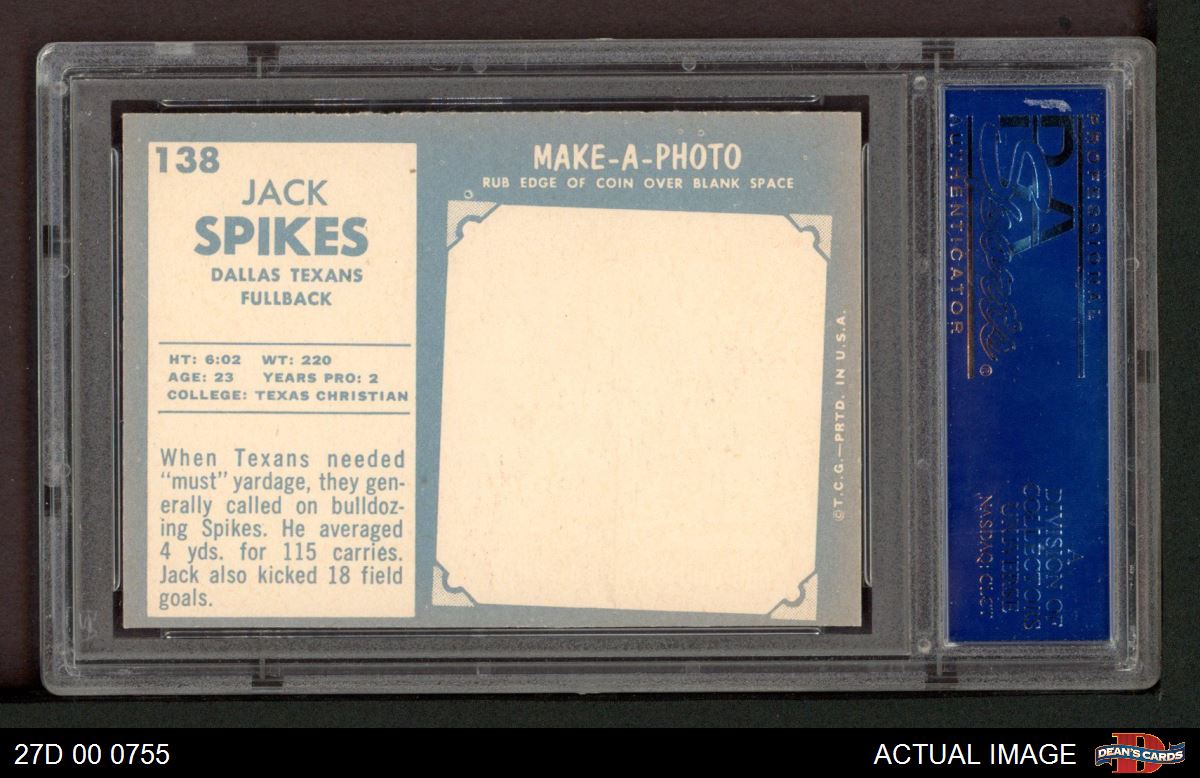 138
JACK
SPIKES
DALLAS TEXANS
FULLBACK
HT: 6:02 WT: 220
AGE: 23 YEARS PRO: 2
COLLEGE: TEXAS CHRISTIAN
When Texans needed
“must” yardage, they gen-
erally called on bulldoz-
ing Spikes. He averaged
4 yds. for 115 carries.
Jack also kicked 18 field
goals.
MAKE-A-PHOTO
RUB EDGE OF COIN OVER BLANK SPACE
©T.C.G.—PRTD. IN U.S.A.
PROFESSIONAL
PSA
AUTHENTICATOR
A
DIVISION OF
COLLECTORS
UNIVERSE
NASDAQ: CLCT
27D 00 0755
ACTUAL IMAGE
DEAN'S CARDS